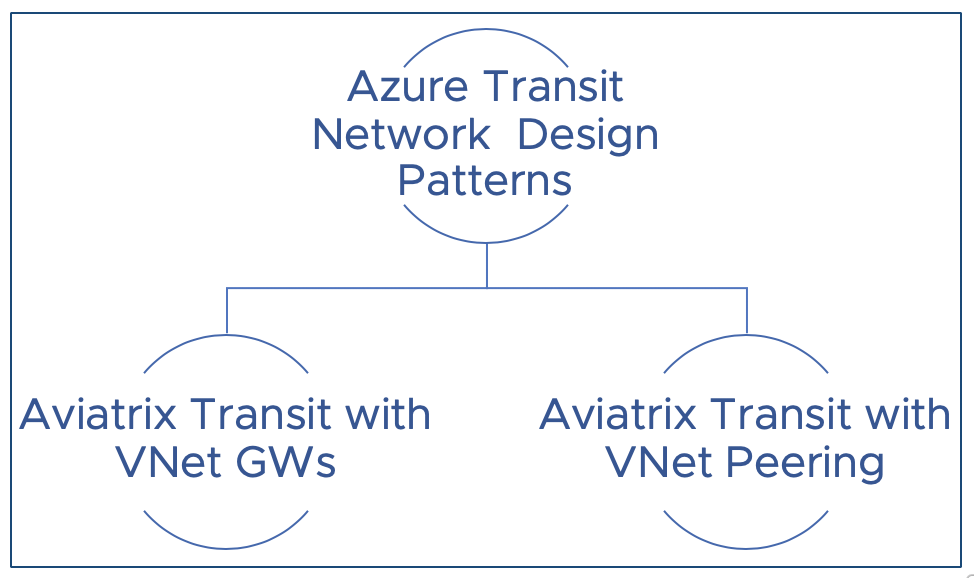 Azure Transit
Network Design
Patterns
Aviatrix Transit with
VNet GWs
Aviatrix Transit with
VNet Peering